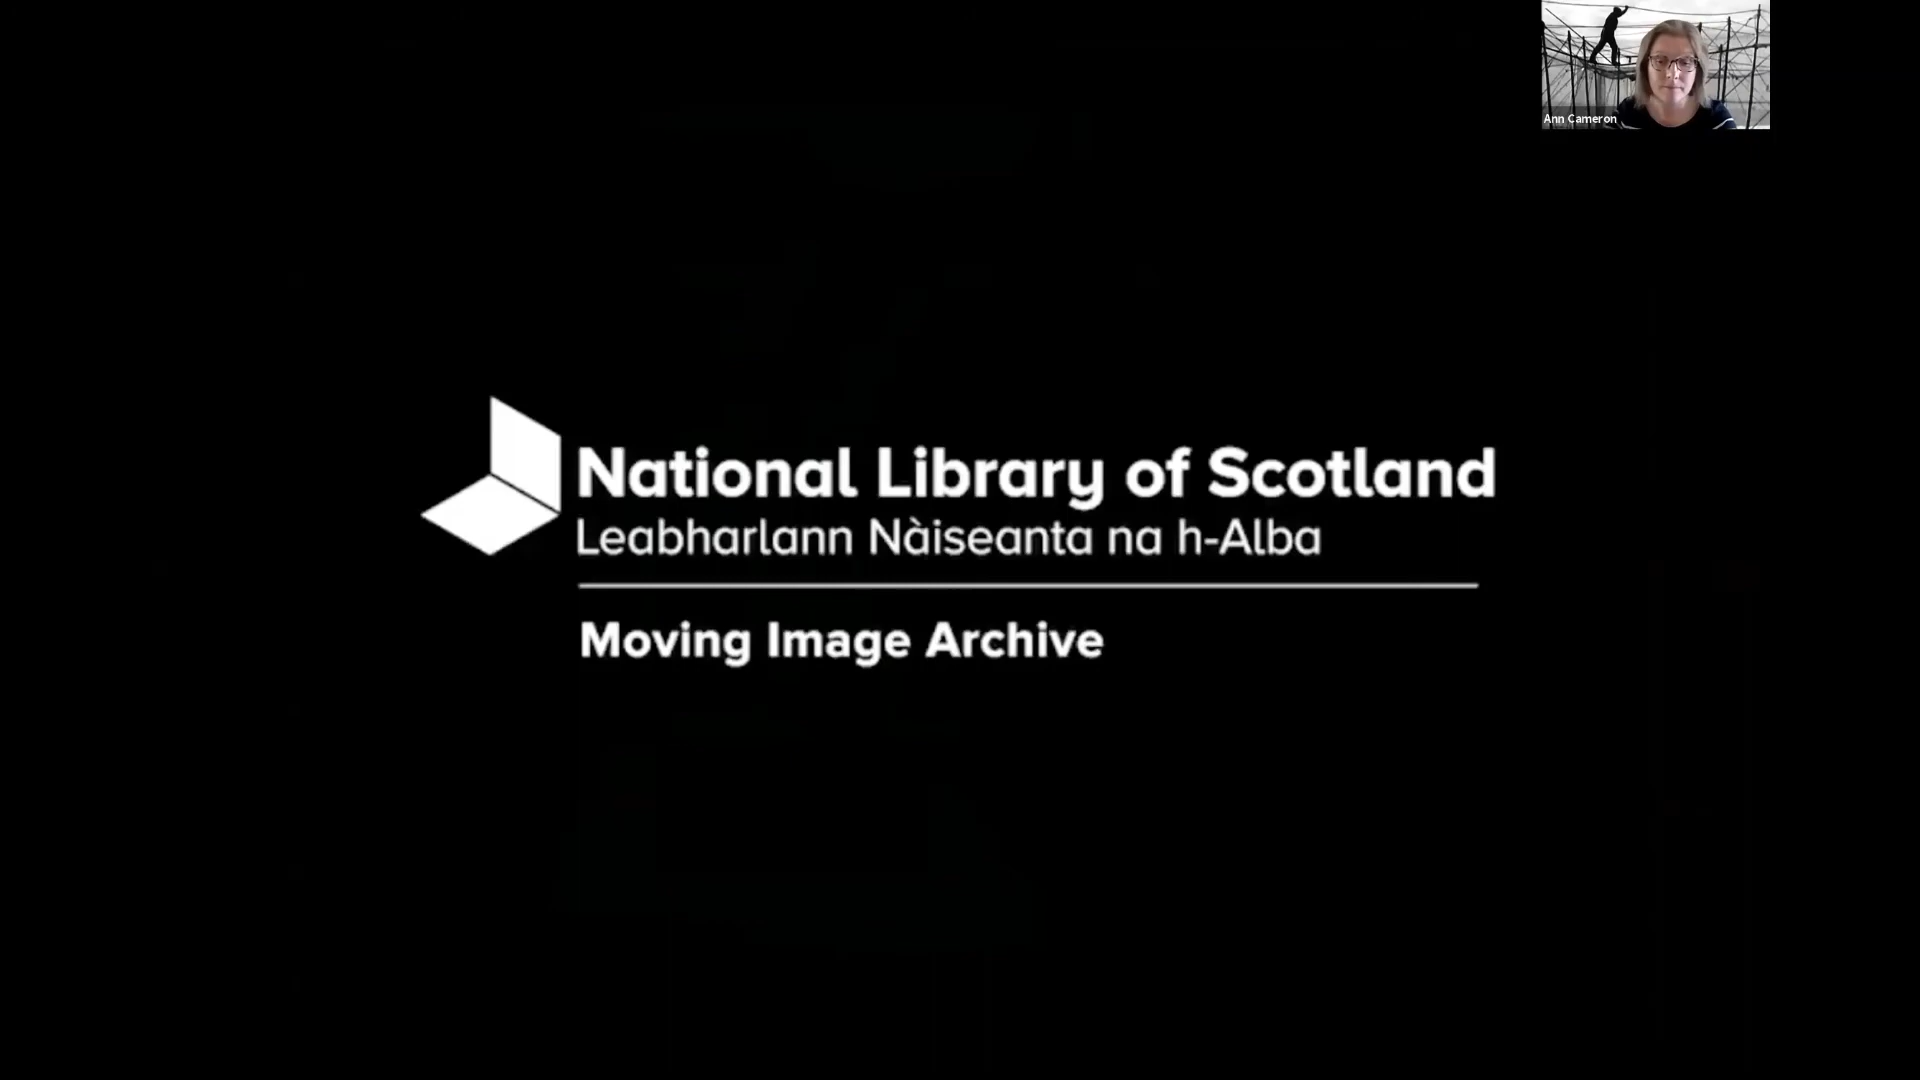 Ann Cameron
National Library of Scotland
Leabharlann Nàiseanta na h-Alba
Moving Image Archive